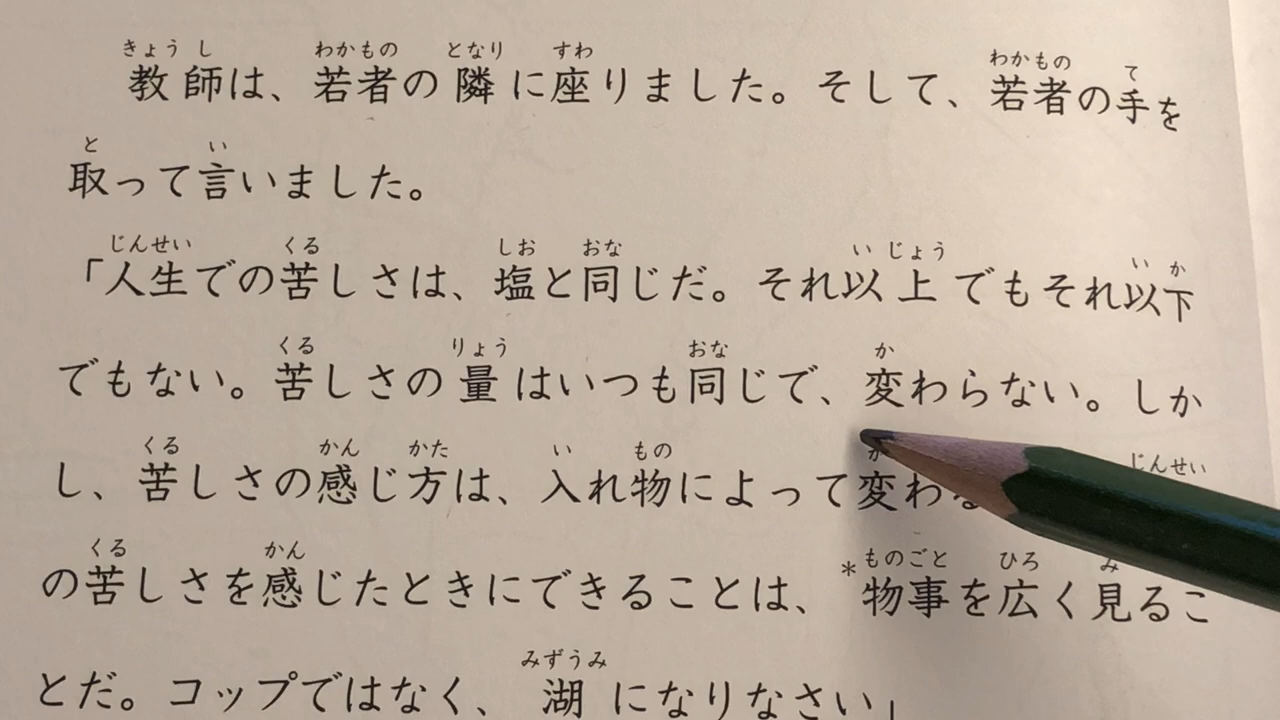 教師は、若者の隣に座りました。そして、若者の手を
取って言いました。
「人生での苦しさは、塩と同じだ。それ以上でもそれ以下
でもない。苦しさの量はいつも同じで、変わらない。しか
し、苦しさの感じ方は、入れ物によって変わ
の苦しさを感じたときにできることは、*物事を広く見るこ
とだ。コップではなく、湖になりなさい」